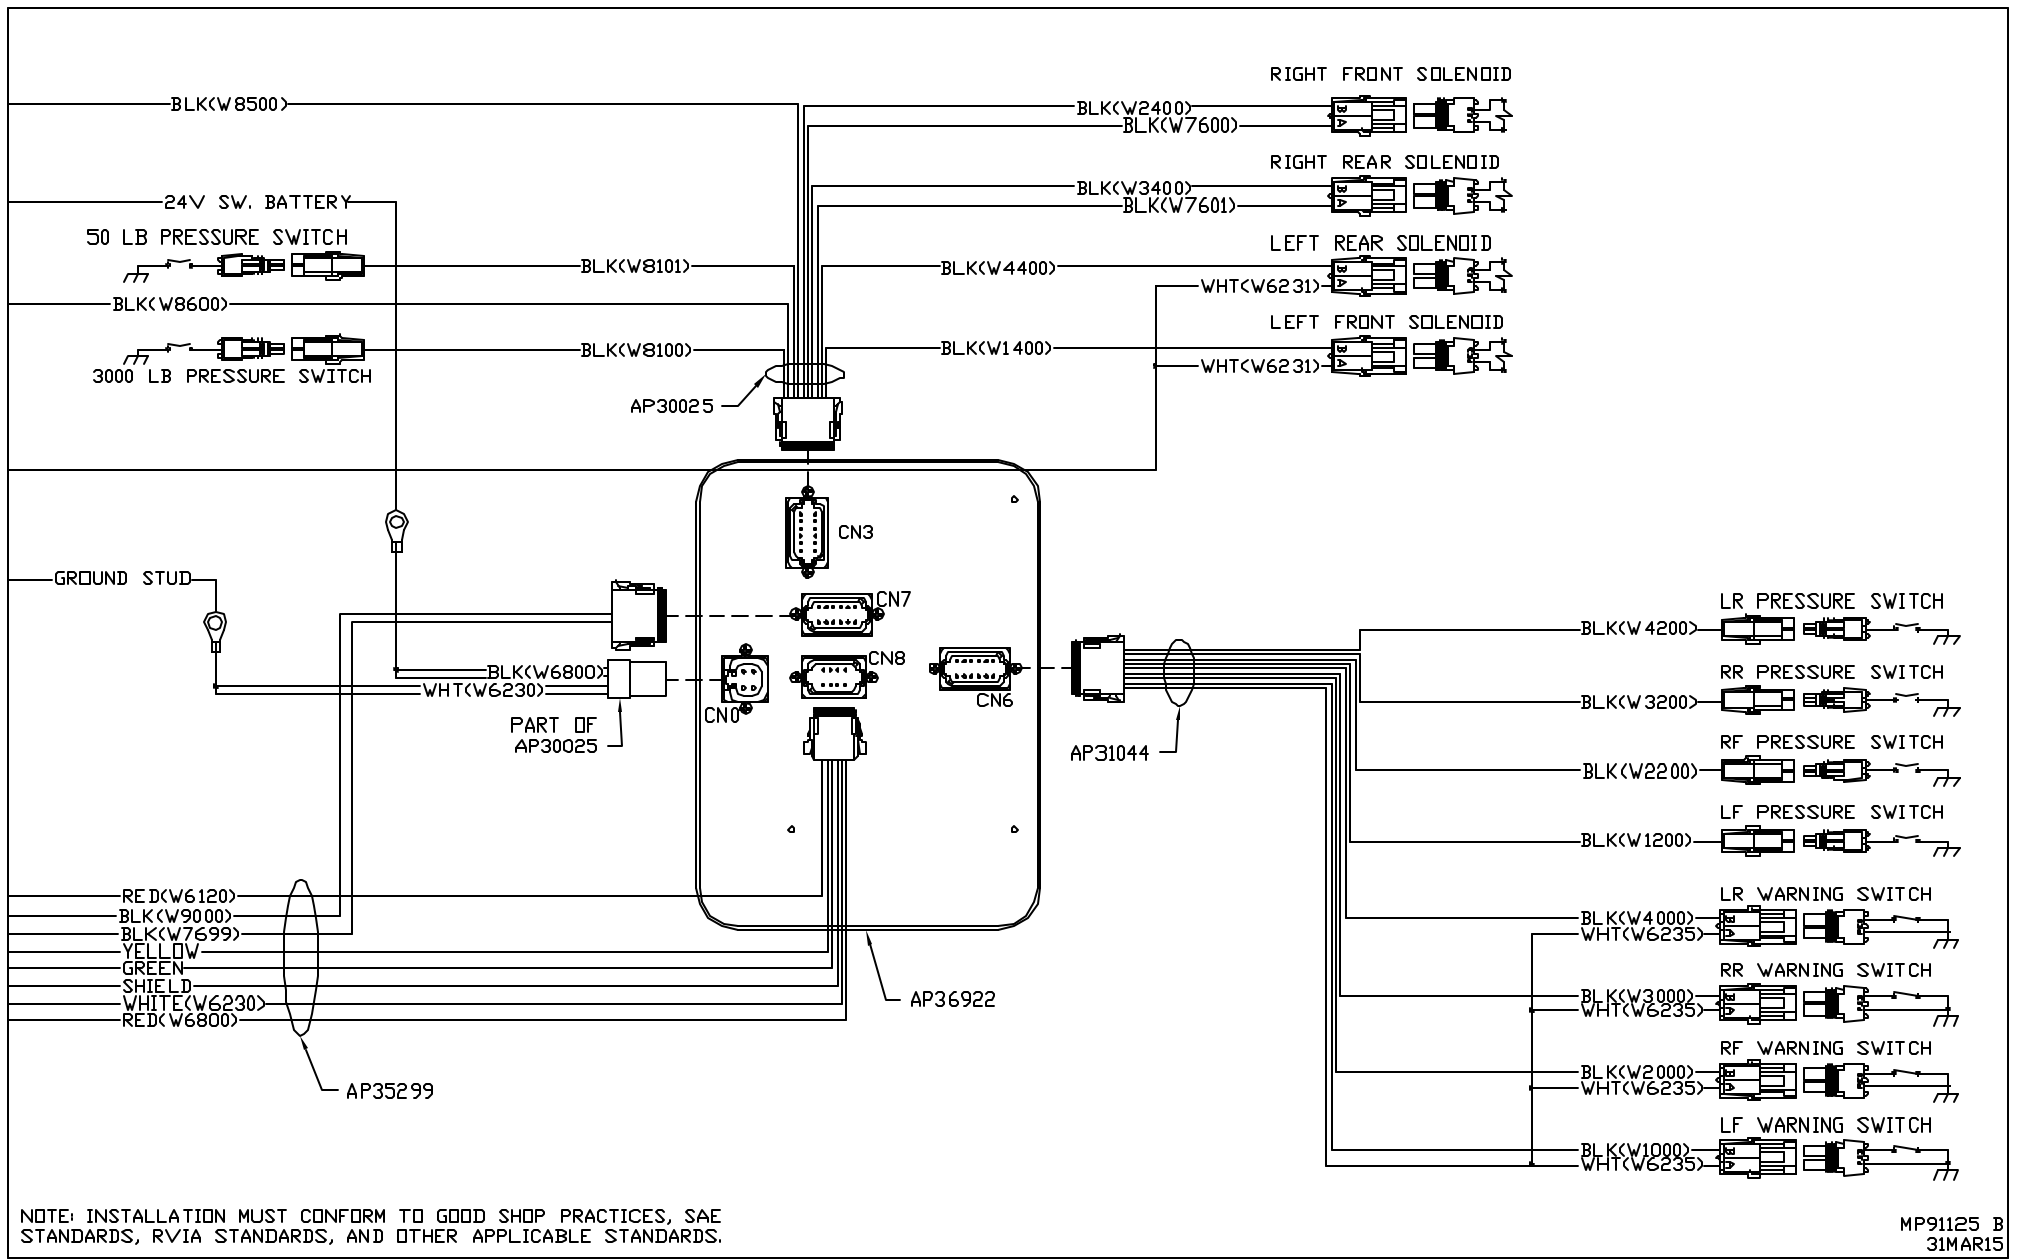 RIGHT FRONT SOLENOID
BLK(W8500)
BLK(W2400)
BLK(W7600)
RIGHT REAR SOLENOID
B
A
24V SW. BATTERY
BLK(W3400)
BLK(W7601)
B
A
50 LB PRESSURE SWITCH
LEFT REAR SOLENOID
BLK(W8101)
BLK(W4400)
WHT(W6231)
B
A
BLK(W8600)
LEFT FRONT SOLENOID
BLK(W8100)
BLK(W1400)
WHT(W6231)
B
A
3000 LB PRESSURE SWITCH
AP30025
CN3
GROUND STUD
CN7
CN8
CN6
CN0
BLK(W6800)
WHT(W6230)
PART OF
AP30025
AP31044
LR PRESSURE SWITCH
BLK(W4200)
RR PRESSURE SWITCH
BLK(W3200)
RF PRESSURE SWITCH
BLK(W2200)
LF PRESSURE SWITCH
BLK(W1200)
LR WARNING SWITCH
BLK(W4000)
WHT(W6235)
B
A
RR WARNING SWITCH
BLK(W3000)
WHT(W6235)
B
A
RF WARNING SWITCH
BLK(W2000)
WHT(W6235)
B
A
LF WARNING SWITCH
BLK(W1000)
WHT(W6235)
B
A
RED(W6120)
BLK(W9000)
BLK(W7699)
YELLOW
GREEN
SHIELD
WHITE(W6230)
RED(W6800)
AP36922
AP35299
NOTE: INSTALLATION MUST CONFORM TO GOOD SHOP PRACTICES, SAE
STANDARDS, RVIA STANDARDS, AND OTHER APPLICABLE STANDARDS.
MP91125 B
31MAR15